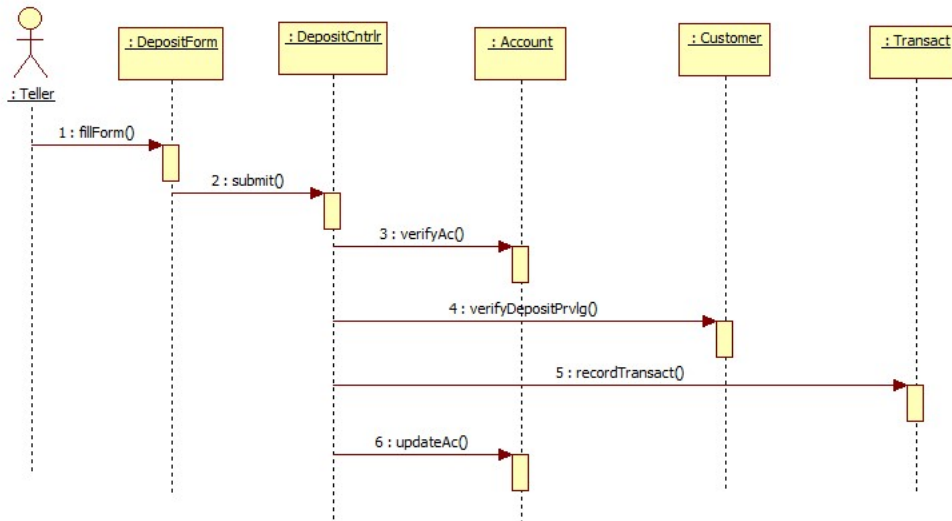 : DepositForm
: DepositCntrlr
: Account
: Customer
: Transact
: Teller
1 : fillForm()
2 : submit()
3 : verifyAc()
4 : verifyDepositPrvlg()
5 : recordTransact()
6 : updateAc()